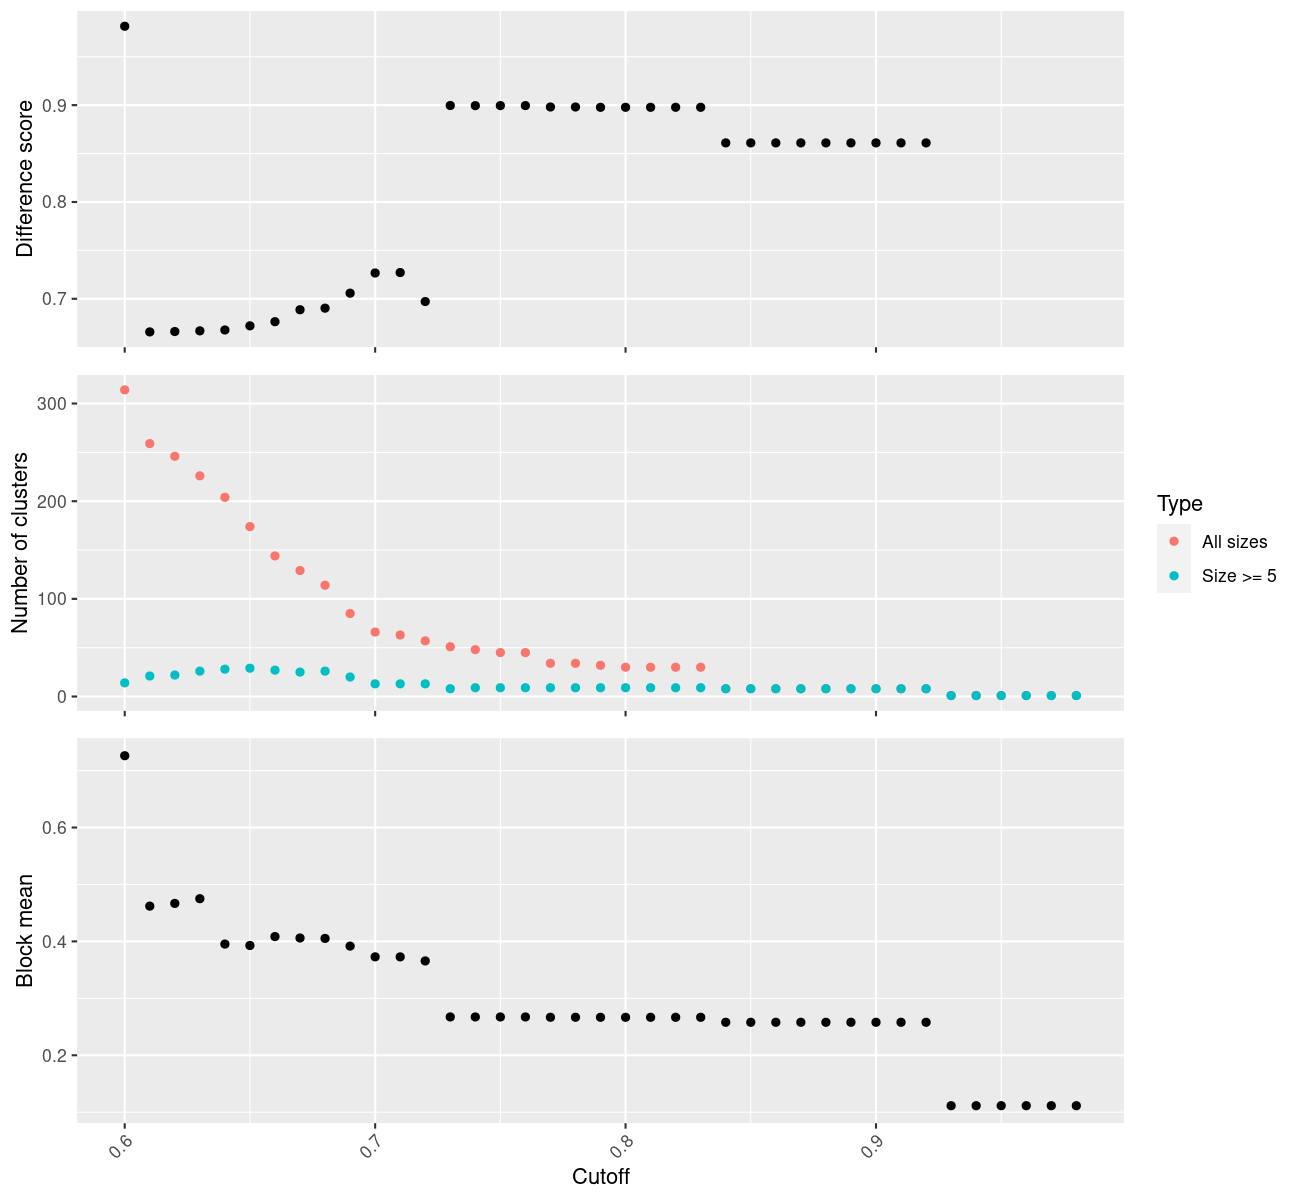 Difference score
0.9
0.8
0.7
Number of clusters
300
200
100
0
Type
All sizes
Size >= 5
Block mean
0.6
0.4
0.2
0.6
0.7
0.8
0.9
Cutoff